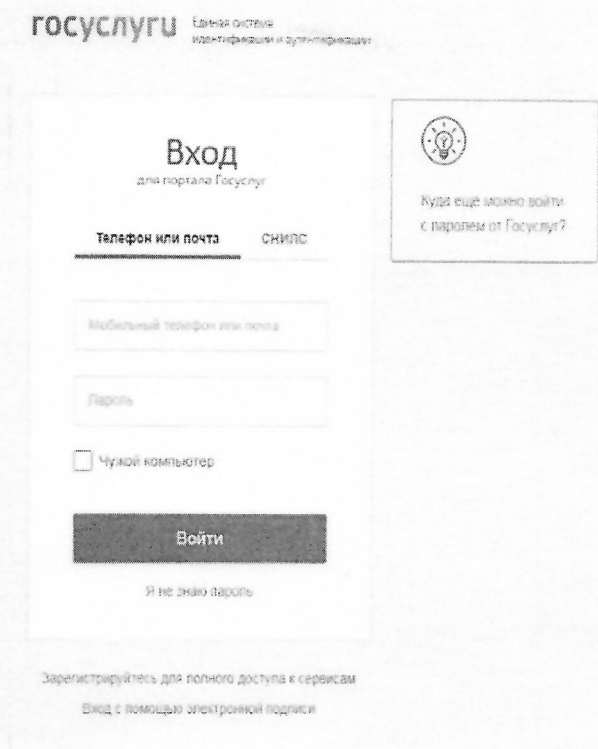 госуслуги
Единая система
идентификации и аутентификации
Вход
для портала Госуслуг
Телефон или почта
СНИЛС
Мобильный телефон или почта
Пароль
Чужой компьютер
Войти
Я не знаю пароль
Куда ещё можно войти
с паролем от Госуслуг?
Зарегистрируйтесь для полного доступа к сервисам
Вход с помощью электронной подписи